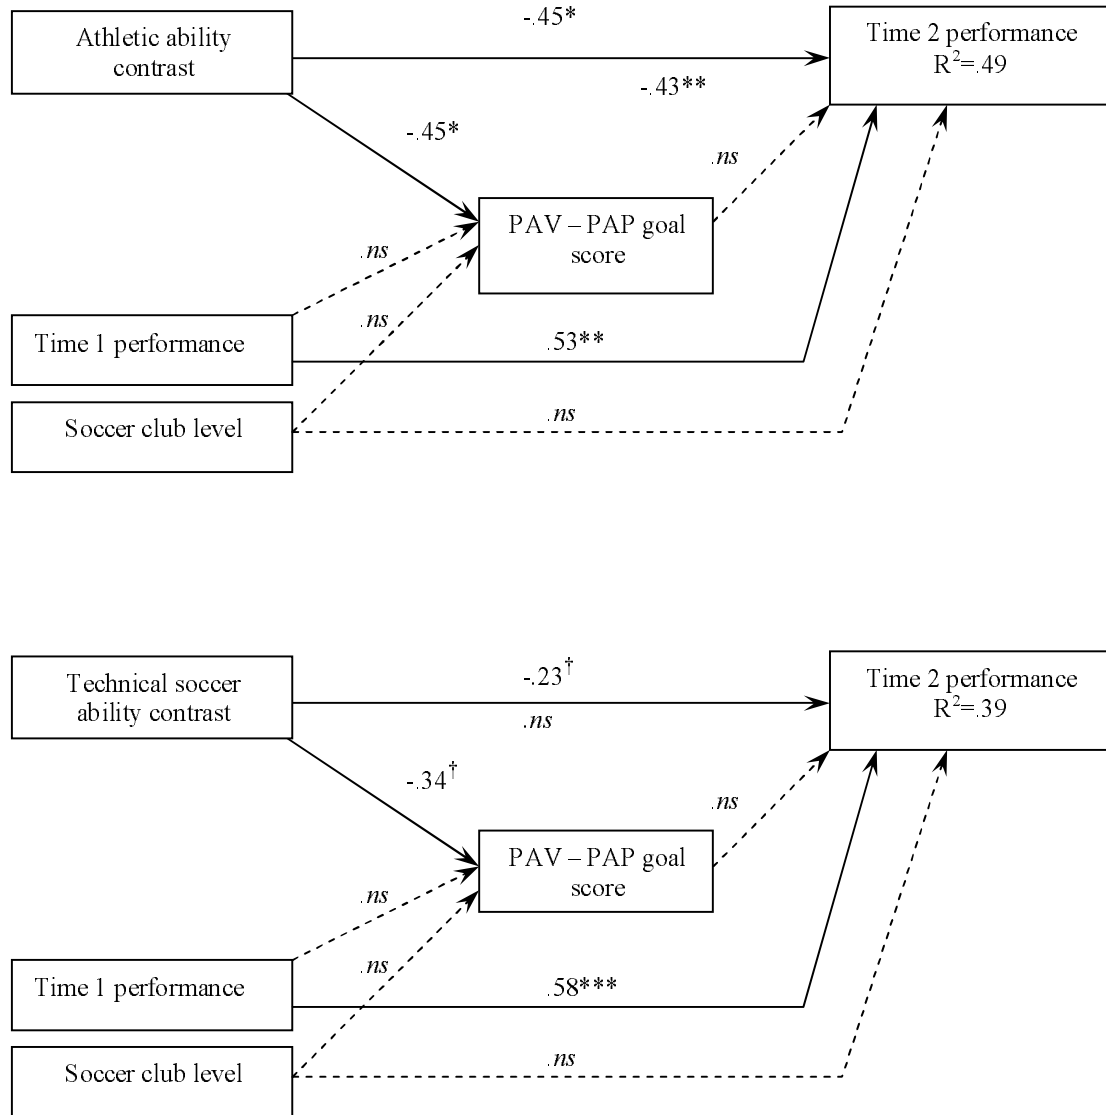 -.45*
Athletic ability
contrast
Time 2 performance
R²=.49
-.43**
-.45*
.ns
PAV – PAP goal
score
.ns
.ns
Time 1 performance
.53**
Soccer club level
.ns
Technical soccer
ability contrast
-.23†
.ns
Time 2 performance
R²=.39
-.34†
.ns
PAV – PAP goal
score
.ns
.ns
Time 1 performance
.58***
Soccer club level
.ns